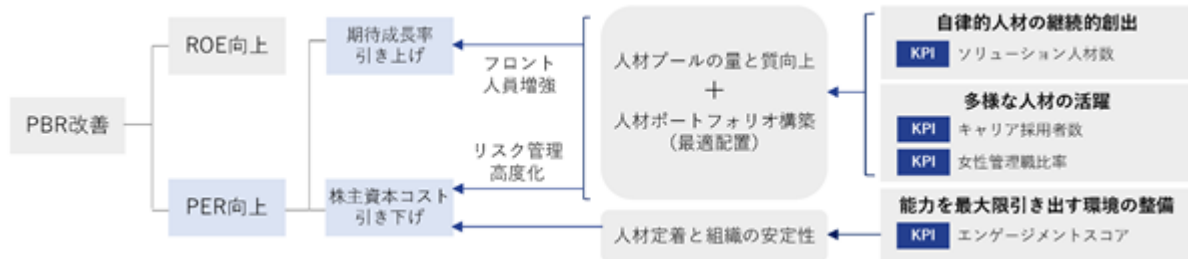 PBR改善
ROE向上
PER向上
期待成長率
引き上げ
株主資本コスト
引き下げ
フロント
人員増強
リスク管理
高度化
人材プールの量と質向上
+
人材ポートフォリオ構築
(最適配置)
人材定着と組織の安定性
自律的人材の継続的創出
KPI ソリューション人材数
多様な人材の活躍
KPI キャリア採用者数
KPI 女性管理職比率
能力を最大限引き出す環境の整備
KPI エンゲージメントスコア